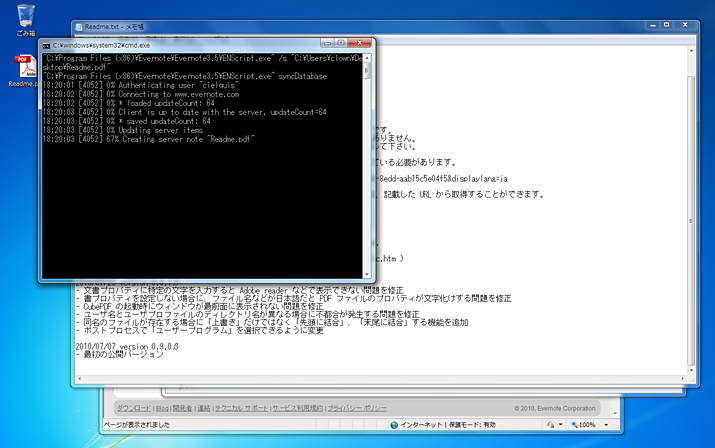 Readme.txt - メモ帳
ごみ箱
C:¥windows¥system32¥cmd.exe
"C:¥Program Files (x86)¥Evernote¥Evernote3.5¥ENScript.exe" /s "C:¥Users¥clown¥De
sktop¥Readme.pdf"
"C:¥Program Files (x86)¥Evernote¥Evernote3.5¥ENScript.exe" syncDatabase
18:20:01 [4052] 0% Authenticating user "cielquis"
18:20:02 [4052] 0% Connecting to www.evernote.com
18:20:02 [4052] 0% * loaded updateCount: 64
18:20:03 [4052] 0% Client is up to date with the server, updateCount=64
18:20:03 [4052] 0% * saved updateCount: 64
18:20:03 [4052] 0% Updating server items
18:20:03 [4052] 67% Creating server note "Readme.pdf"
PDF
Readme.p
です。
ありません。
して下さい。
ている必要があります。
-8edd-aab15c5e04f5&displaylang=ja
、記載した URL から取得することができます。
c.htm )
- 文書プロパティに特定の文字を入力すると Adobe reader などで表示できない問題を修正
- 書プロパティを設定しない場合に、ファイル名などが日本語だと PDF ファイルのプロパティが文字化けする問題を修正
- CubePDF の起動時にウィンドウが最前面に表示されない問題を修正
- ユーザ名とユーザプロファイルのディレクトリ名が異なる場合に不都合が発生する問題を修正
- 同名のファイルが存在する場合に「上書き」だけではなく「先頭に結合」、「末尾に結合」する機能を追加
- ポストプロセスで「ユーザープログラム」を選択できるように変更
2010/07/07 version 0.9.0β
- 最初の公開バージョン
ダウンロード | Blog | 開発者 | 連絡 | テクニカル サポート | サービス利用規約 | プライバシー ポリシー
© 2010, Evernote Corporation.
ページが表示されました
インターネット | 保護モード: 有効
100%